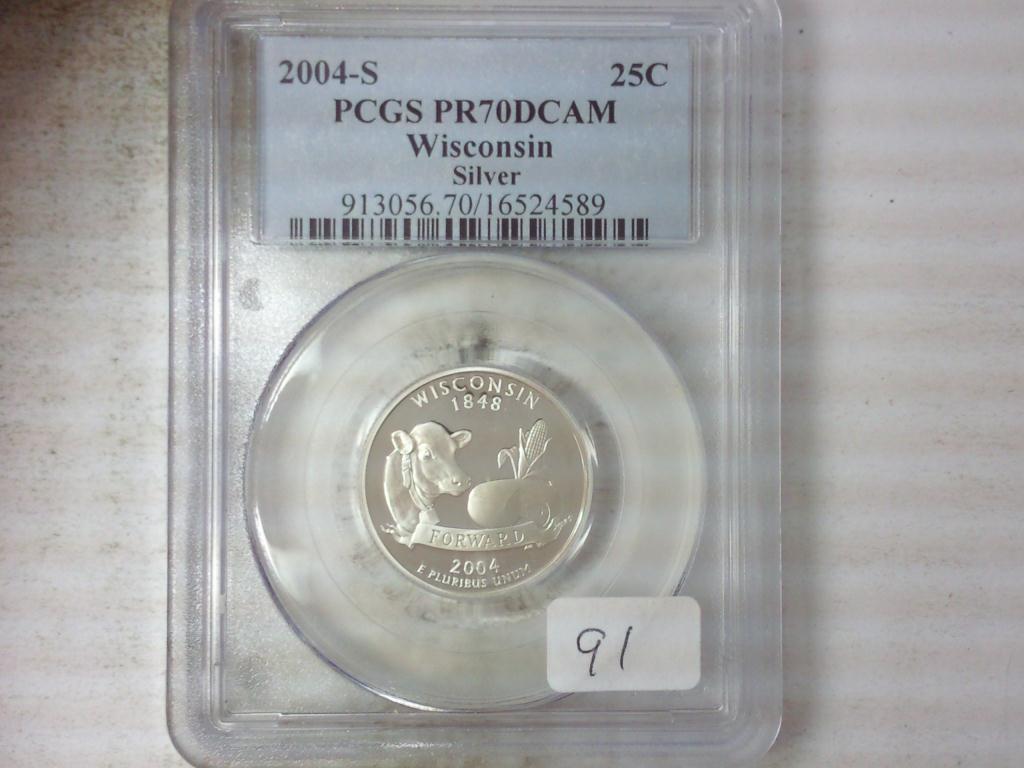 2004-S 25C
PCGS PR70DCAM
Wisconsin
Silver
913056.70/16524589
WISCONSIN
1848
FORWARD
2004
E PLURIBUS UNUM
91